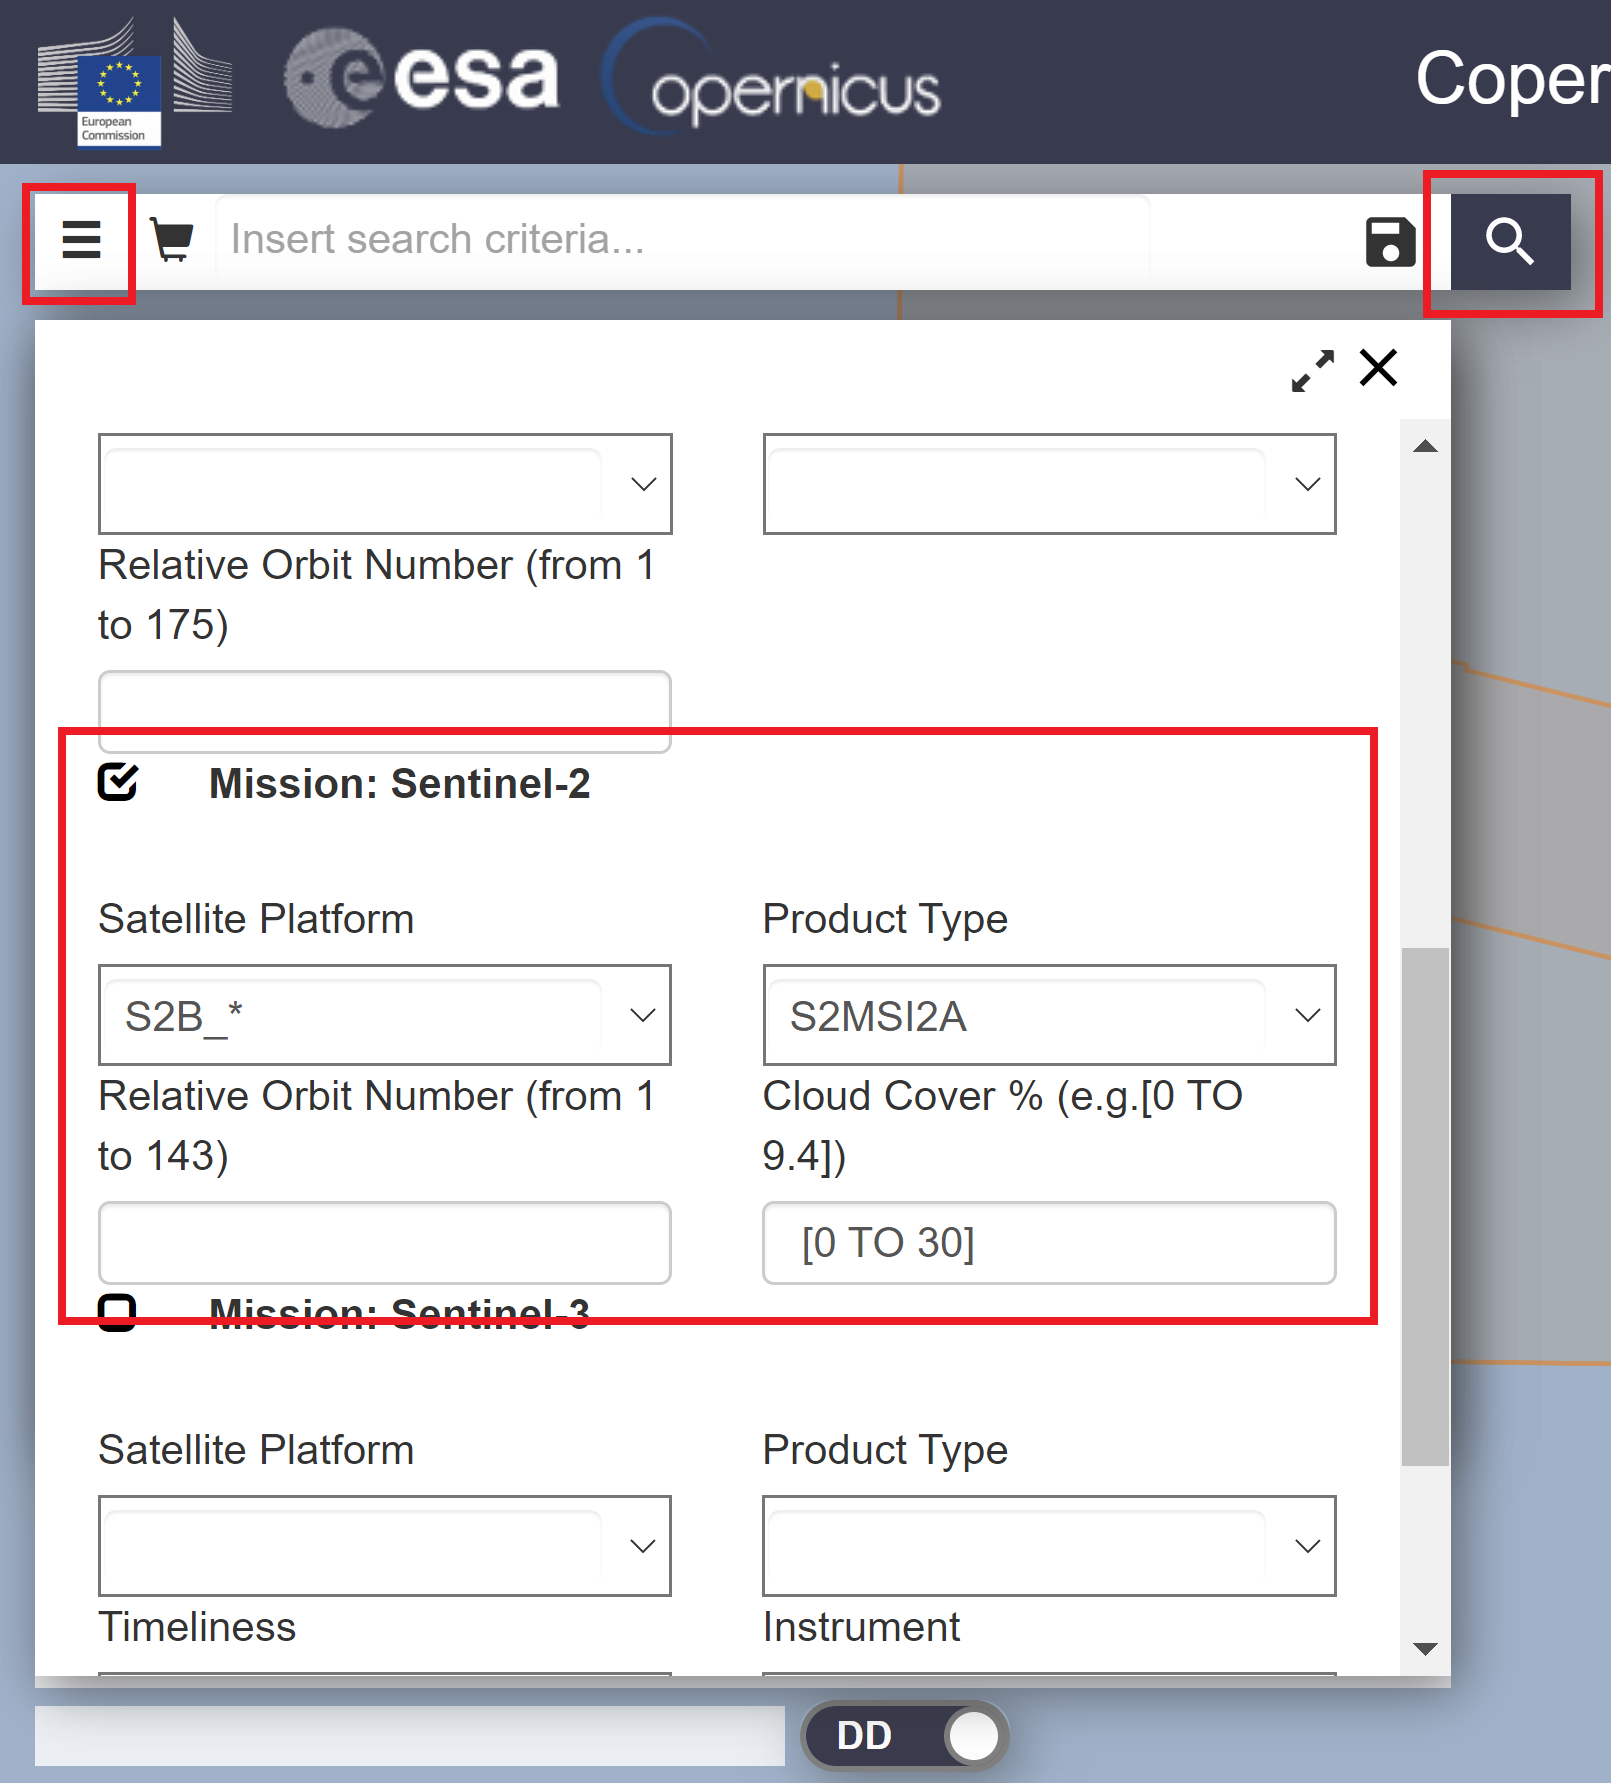 European
Commission
esa
opernicus
Coper
Insert search criteria...
Relative Orbit Number (from 1
to 175)
Mission: Sentinel-2
Satellite Platform
Product Type
S2B_*
S2MSI2A
Relative Orbit Number (from 1
to 143)
Cloud Cover % (e.g.[0 TO
9.4])
[0 TO 30]
Mission: Sentinel-3
Satellite Platform
Product Type
Timeliness
Instrument
DD